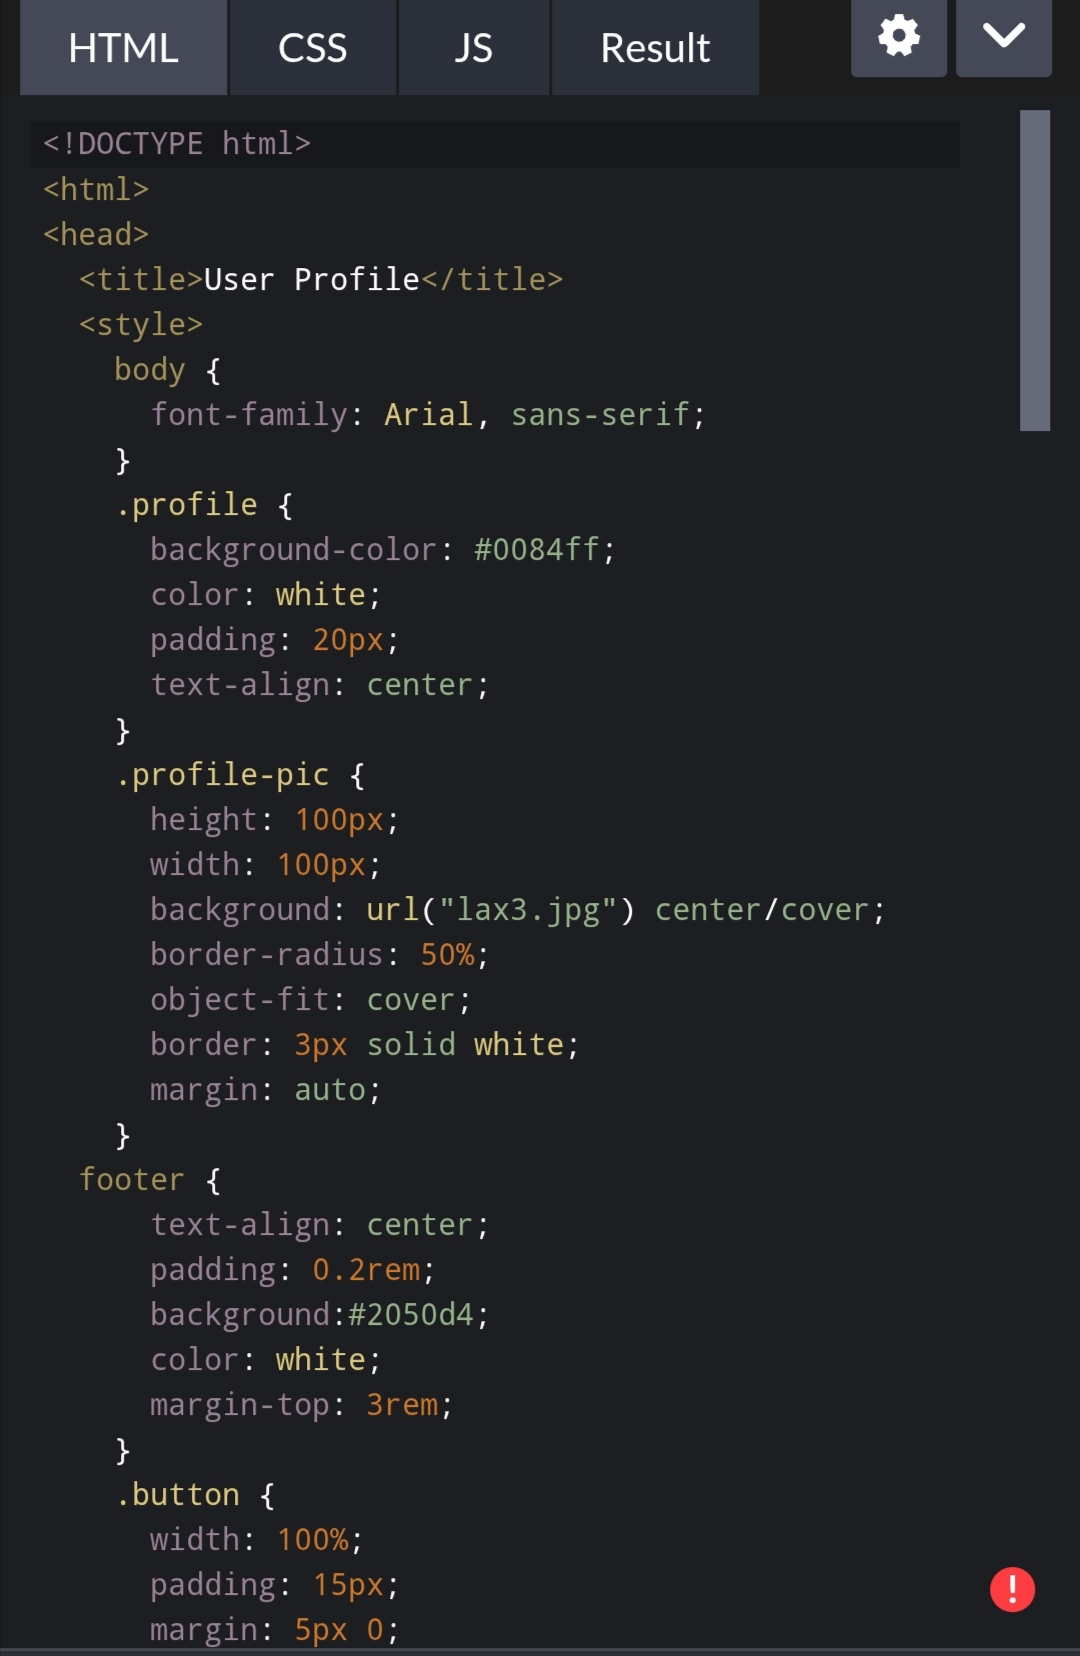 HTML CSS JS Result
<!DOCTYPE html>
<html>
<head>
  <title>User Profile</title>
  <style>
    body {
      font-family: Arial, sans-serif;
    }
    .profile {
      background-color: #0084ff;
      color: white;
      padding: 20px;
      text-align: center;
    }
    .profile-pic {
      height: 100px;
      width: 100px;
      background: url("lax3.jpg") center/cover;
      border-radius: 50%;
      object-fit: cover;
      border: 3px solid white;
      margin: auto;
    }
  footer {
      text-align: center;
      padding: 0.2rem;
      background:#2050d4;
      color: white;
      margin-top: 3rem;
    }
    .button {
      width: 100%;
      padding: 15px;
      margin: 5px 0;